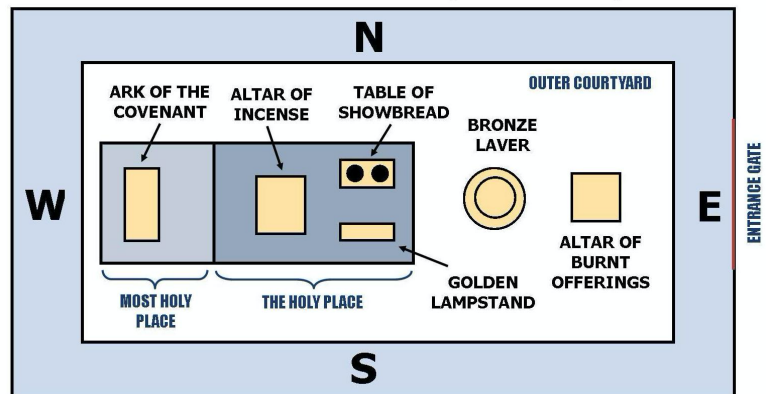 N
OUTER COURTYARD
ARK OF THE
COVENANT
ALTAR OF
INCENSE
TABLE OF
SHOWBREAD
BRONZE
LAVER
W
E
ENTRANCE GATE
ALTAR OF
BURNT
OFFERINGS
GOLDEN
LAMPSTAND
MOST HOLY
PLACE
THE HOLY PLACE
S